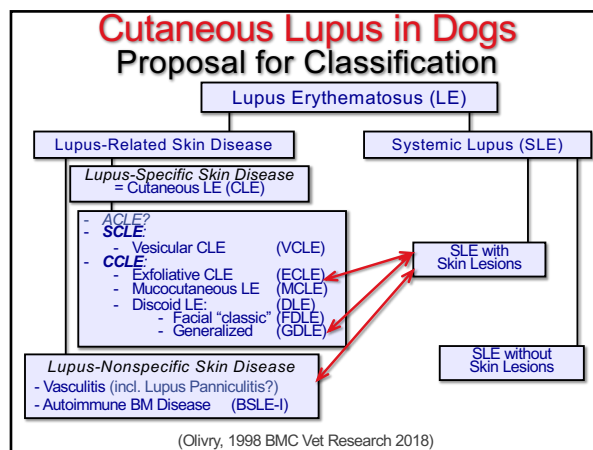 Cutaneous Lupus in Dogs
Proposal for Classification
Lupus Erythematosus (LE)
Lupus-Related Skin Disease
Systemic Lupus (SLE)
Lupus-Specific Skin Disease
= Cutaneous LE (CLE)
- ACLE?
- SCLE:
- Vesicular CLE (VCLE)
- CCLE:
- Exfoliative CLE (ECLE)
- Mucocutaneous LE (MCLE)
- Discoid LE: (DLE)
- Facial “classic” (FDLE)
- Generalized (GDLE)
SLE with
Skin Lesions
Lupus-Nonspecific Skin Disease
- Vasculitis (incl. Lupus Panniculitis?)
- Autoimmune BM Disease (BSLE-I)
SLE without
Skin Lesions
(Olivry, 1998 BMC Vet Research 2018)